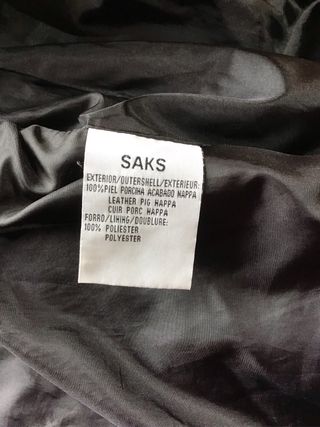 SAKS
EXTERIOR/OUTERSHELL/EXTERIEUR:
100%PIEL PORCINA ACABADO NAPPA
LEATHER PIG NAPPA
CUIR PORC NAPPA
FORRO/LINING/DOUBLURE:
100% POLIESTER
POLYESTER